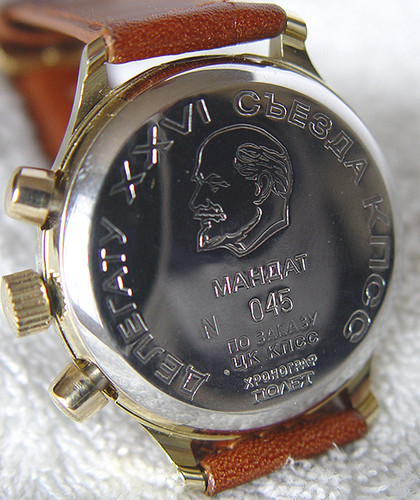 ДЕЛЕГАТУ XXVI СЪЕЗДА КПСС
МАНДАТ
N 045
ПО ЗАКАЗУ
ЦК КПСС
ХРОНОГРАФ
ПОЛЕТ